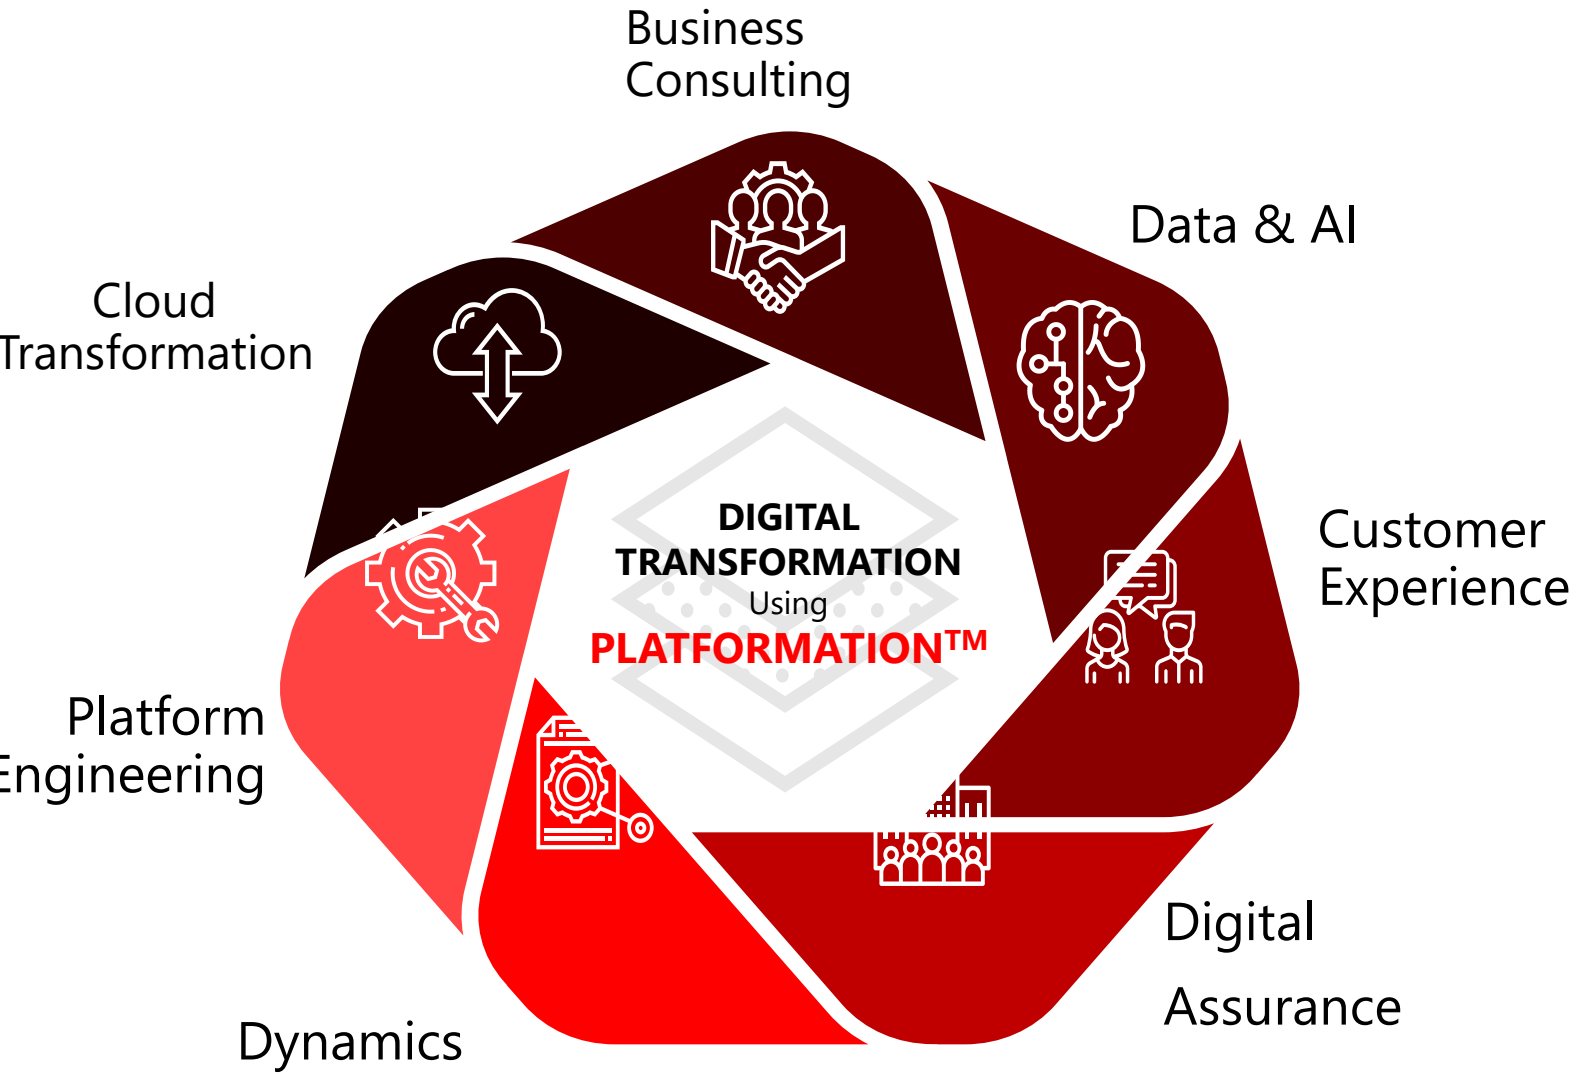 Business
Consulting
Data & AI
Cloud
Transformation
Customer
Experience
DIGITAL
TRANSFORMATION
Using
PLATFORMATION™
Platform
Engineering
Digital
Assurance
Dynamics